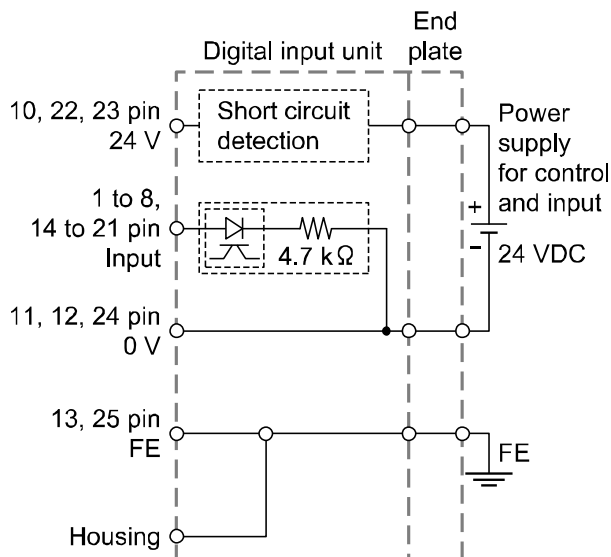 Digital input unit
End
plate
10, 22, 23 pin
24 V
Short circuit
detection
Power
supply
for control
and input
+
-
24 VDC
1 to 8,
14 to 21 pin
Input
4.7 kΩ
11, 12, 24 pin
0 V
13, 25 pin
FE
FE
Housing